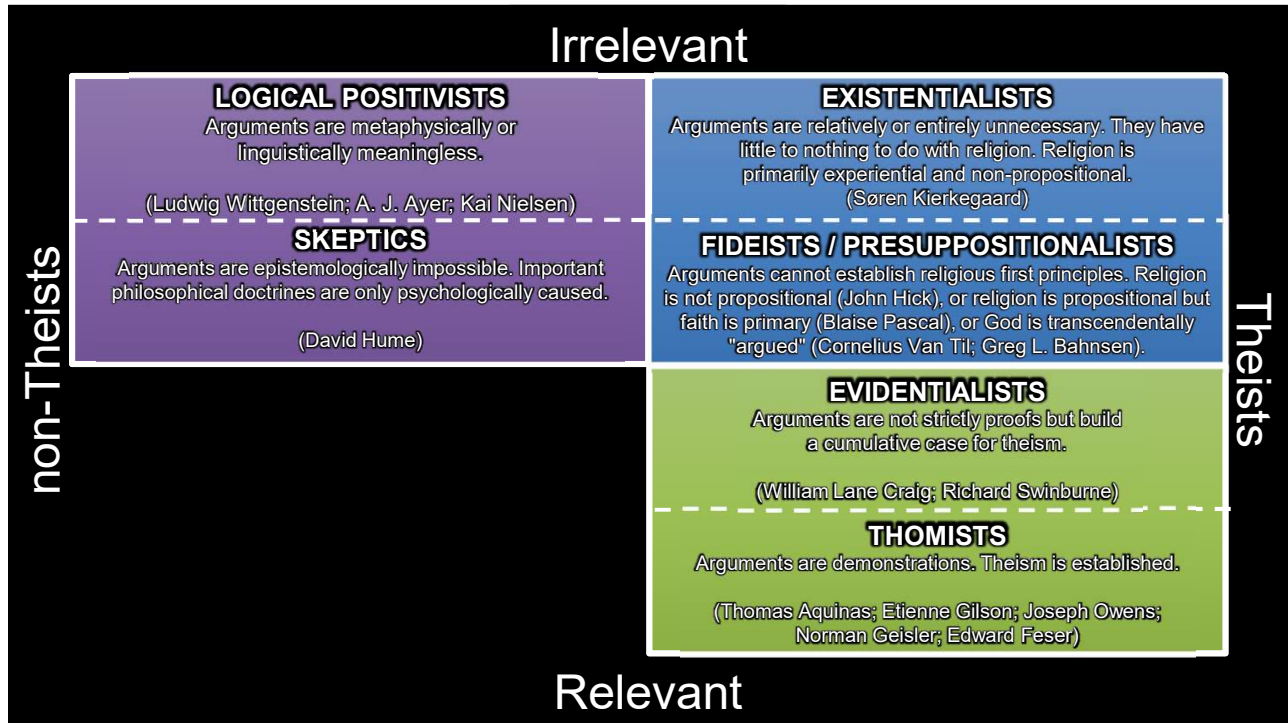 Irrelevant
non-Theists
LOGICAL POSITIVISTS
Arguments are metaphysically or
linguistically meaningless.
(Ludwig Wittgenstein; A. J. Ayer; Kai Nielsen)
SKEPTICS
Arguments are epistemologically impossible. Important
philosophical doctrines are only psychologically caused.
(David Hume)
EXISTENTIALISTS
Arguments are relatively or entirely unnecessary. They have
little to nothing to do with religion. Religion is
primarily experiential and non-propositional.
(Søren Kierkegaard)
FIDEISTS / PRESUPPOSITIONALISTS
Arguments cannot establish religious first principles. Religion
is not propositional (John Hick), or religion is propositional but
faith is primary (Blaise Pascal), or God is transcendentally
"argued" (Cornelius Van Til; Greg L. Bahnsen).
EVIDENTIALISTS
Arguments are not strictly proofs but build
a cumulative case for theism.
(William Lane Craig; Richard Swinburne)
THOMISTS
Arguments are demonstrations. Theism is established.
(Thomas Aquinas; Etienne Gilson; Joseph Owens;
Norman Geisler; Edward Feser)
Theists
Relevant